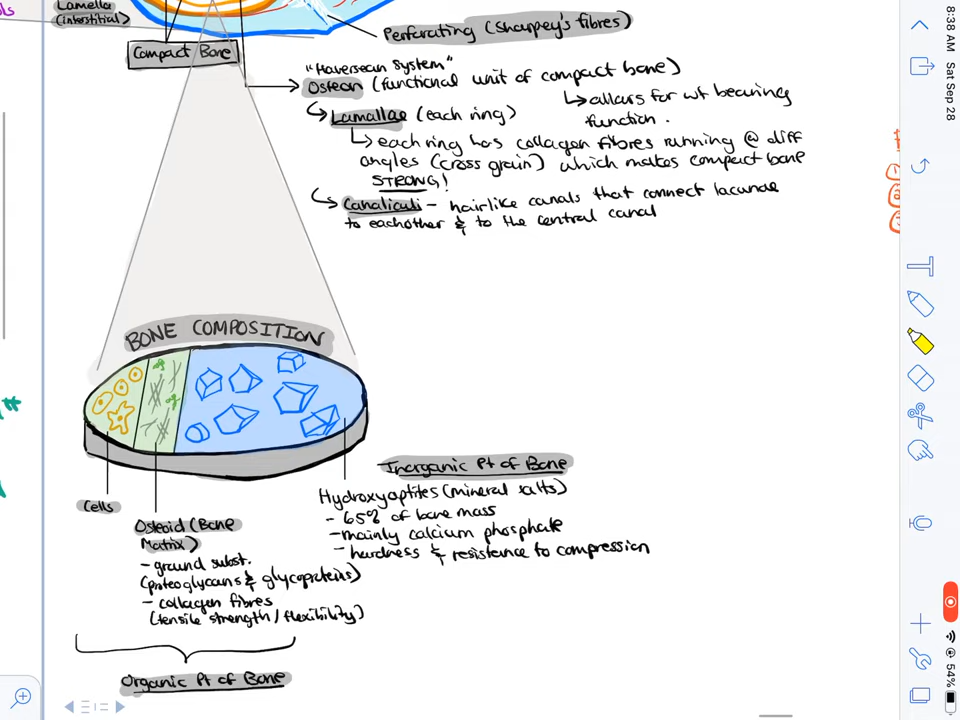 Lamella
(interstitial)
Perforating (Sharpey's fibres)
Compact Bone
"Haversean System"
Osteon (functional unit of compact bone)
↳ allows for wt bearing
function.
↳ Lamallae (each ring)
↳ each ring has collagen fibres running @ diff
angles (cross grain) which makes compact bone
STRONG!
↳ Canaliculi - hairlike canals that connect lacunae
to eachother & to the central canal
BONE COMPOSITION
Cells
Osteoid (Bone
Matrix)
- ground subst.
(proteoglycans & glycoproteins)
- collagen fibres
(tensile strength / flexibility)
Organic Pt of Bone
Inorganic Pt of Bone
Hydroxyaptites (mineral salts)
- 65% of bone mass
- mainly calcium phosphate
- hardness & resistance to compression
8:38 AM Sat Sep 28
54%